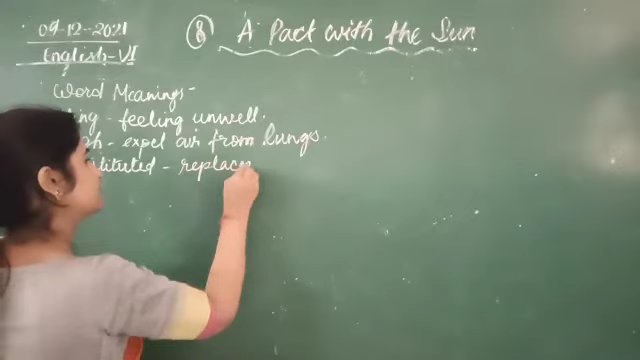 09-12-2021
English-VI
⑧ A Pact with the Sun
Word Meanings-
- feeling unwell.
- expel air from lungs.
- replace